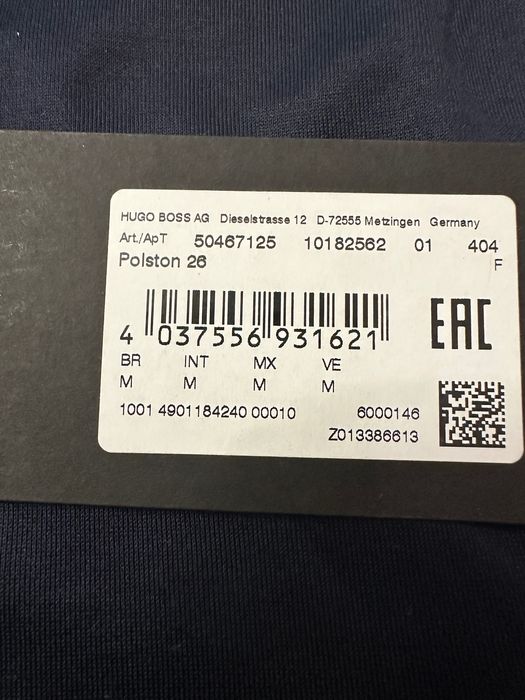 HUGO BOSS AG Dieselstrasse 12 D-72555 Metzingen Germany
Art./АрТ 50467125 10182562 01 404
Polston 26 F
4 037556 931621
EAC
BR INT MX VE
M M M M
1001 4901184240 00010 6000146
Z013386613